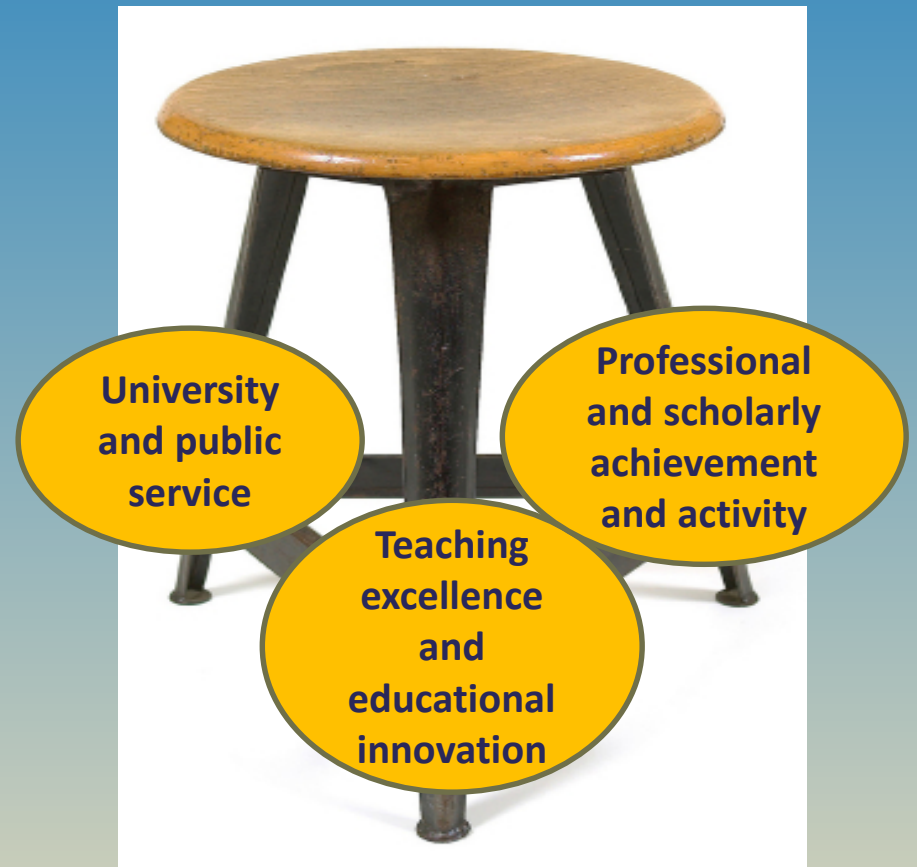 University
and public
service
Professional
and scholarly
achievement
and activity
Teaching
excellence
and
educational
innovation